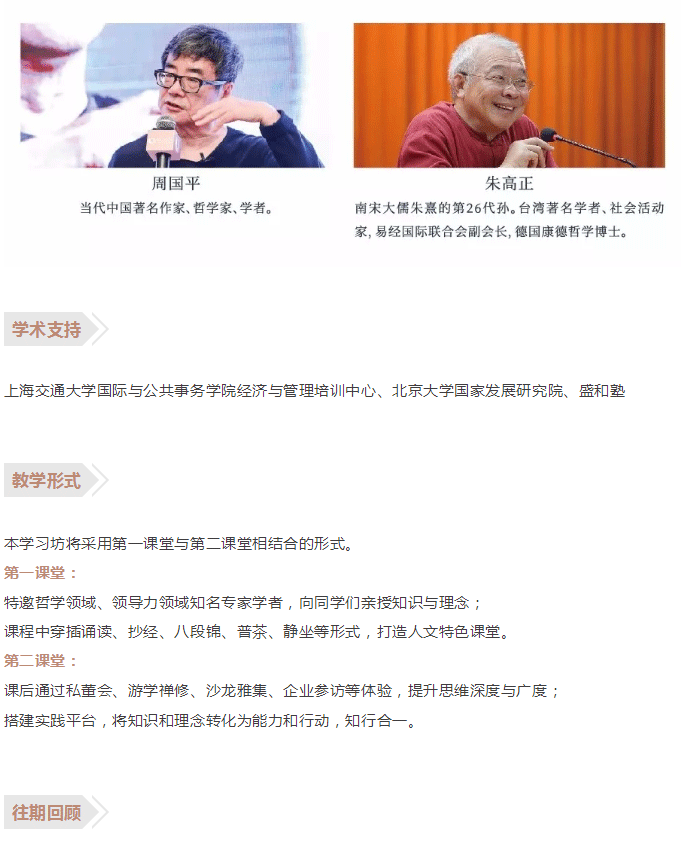 周国平
当代中国著名作家、哲学家、学者。
朱高正
南宋大儒朱熹的第26代孙。台湾著名学者、社会活动
家, 易经国际联合会副会长, 德国康德哲学博士。
学术支持
上海交通大学国际与公共事务学院经济与管理培训中心、北京大学国家发展研究院、盛和塾
教学形式
本学习坊将采用第一课堂与第二课堂相结合的形式。
第一课堂：
特邀哲学领域、领导力领域知名专家学者，向同学们亲授知识与理念；
课程中穿插诵读、抄经、八段锦、普茶、静坐等形式，打造人文特色课堂。
第二课堂：
课后通过私董会、游学禅修、沙龙雅集、企业参访等体验，提升思维深度与广度；
搭建实践平台，将知识和理念转化为能力和行动，知行合一。
往期回顾